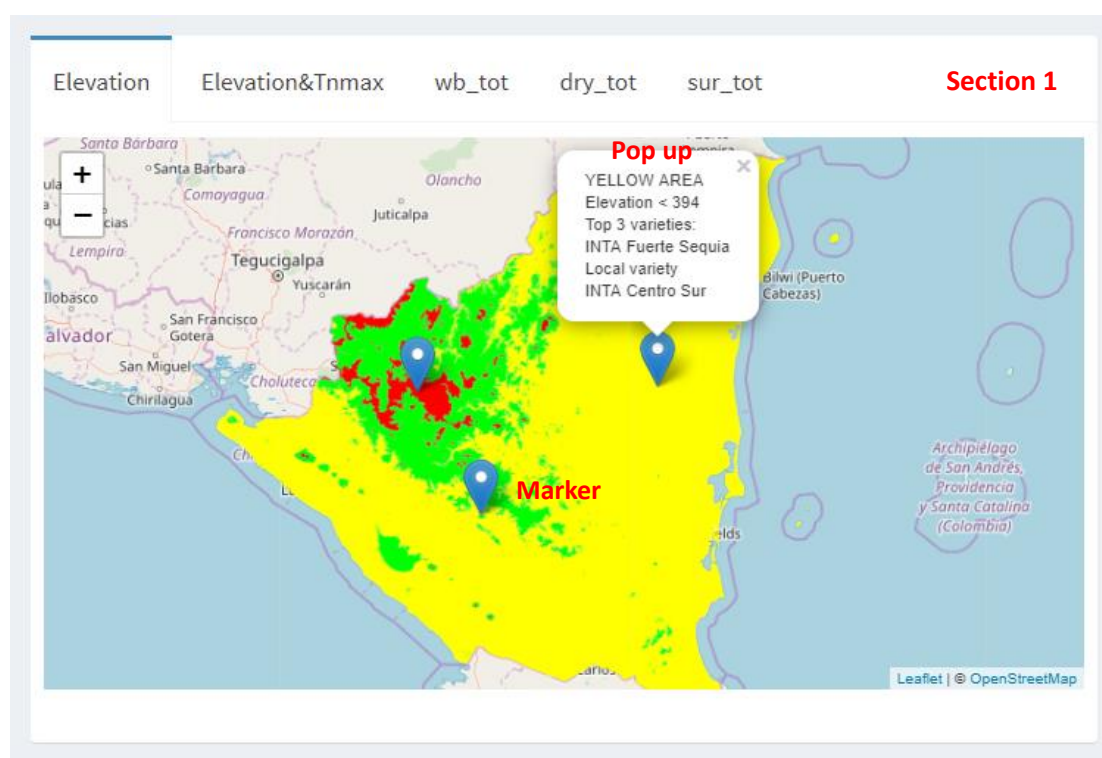 Elevation Elevation&Tnmax wb_tot dry_tot sur_tot Section 1
Santa Bárbara
Santa Barbara
Olancho
Comayagua
Juticalpa
Francisco Morazán
Lempira
Tegucigalpa
Yuscarán
Ilobasco
San Francisco
Gotera
alvador
San Miguel
Choluteca
Chirilagua
+
−
Pop up
×
YELLOW AREA
Elevation < 394
Top 3 varieties:
INTA Fuerte Sequia
Local variety
INTA Centro Sur
Bilwi (Puerto
Cabezas)
Marker
Archipiélago
de San Andrés,
Providencia
y Santa Catalina
(Colombia)
elds
Leaflet | © OpenStreetMap